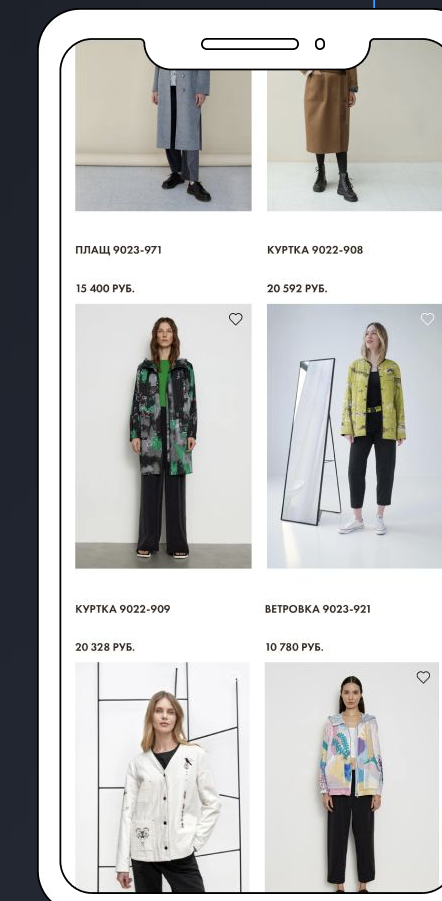 ПЛАЩ 9023-971
КУРТКА 9022-908
15 400 РУБ.
20 592 РУБ.
КУРТКА 9022-909
ВЕТРОВКА 9023-921
20 328 РУБ.
10 780 РУБ.